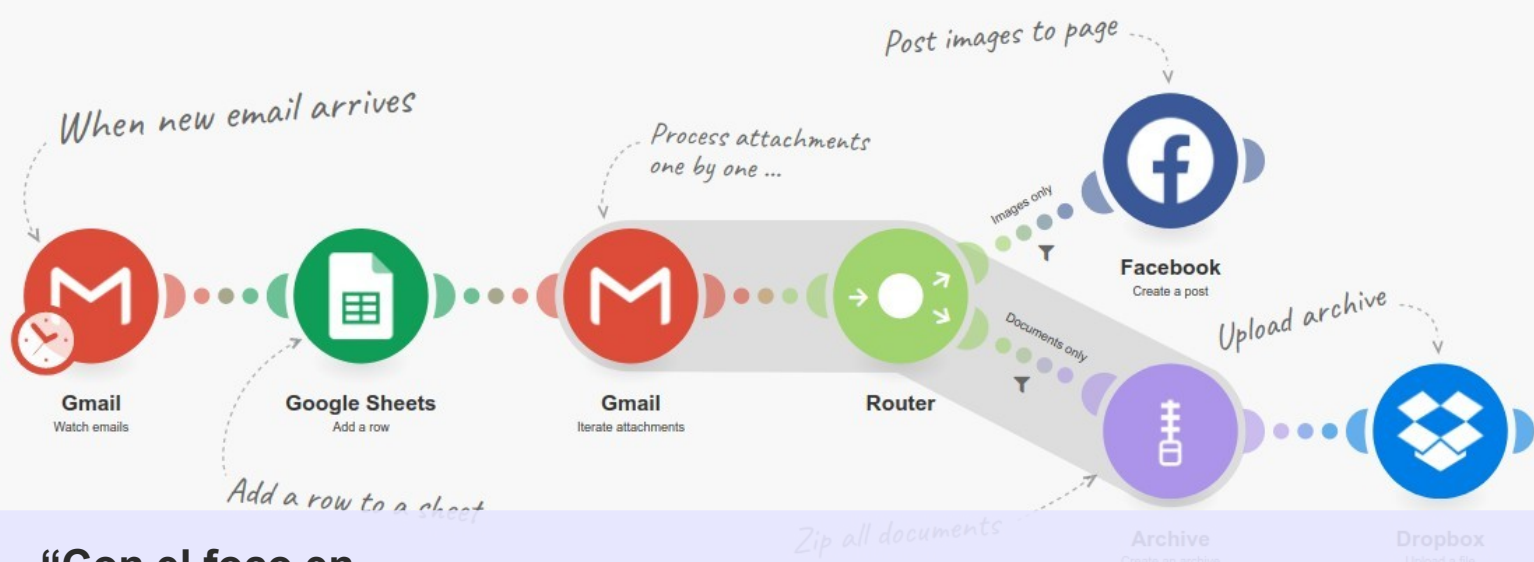 Post images to page
When new email arrives
Process attachments
one by one ...
Images only
Facebook
Create a post
Documents only
Upload archive
Gmail
Watch emails
Google Sheets
Add a row
Gmail
Iterate attachments
Router
Add a row to a sheet
Zip all documents
Archive
Dropbox
Upload a file
“Con el foco en